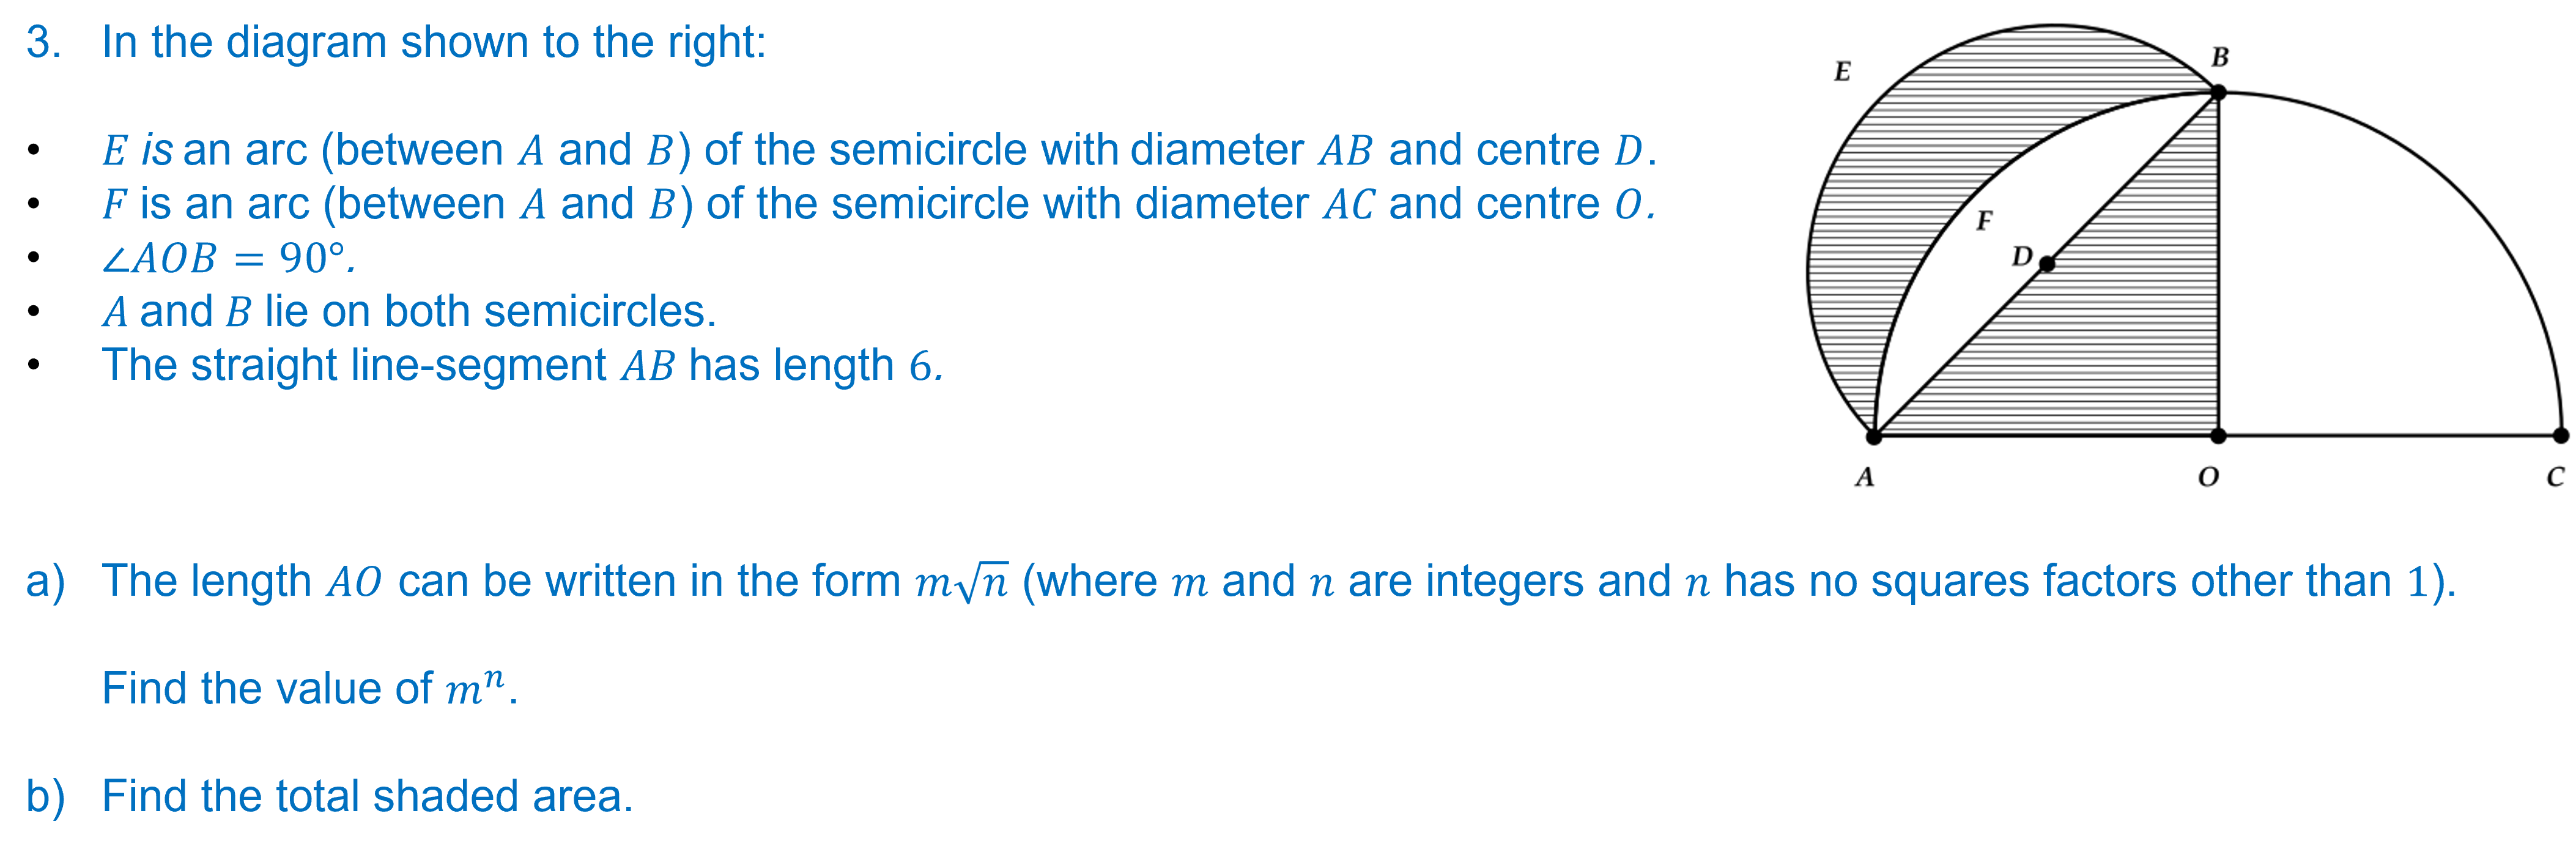 3. In the diagram shown to the right:
• E is an arc (between A and B) of the semicircle with diameter AB and centre D.
• F is an arc (between A and B) of the semicircle with diameter AC and centre O.
• ∠AOB = 90°.
• A and B lie on both semicircles.
• The straight line-segment AB has length 6.
E
B
F
D
A
O
C
a) The length AO can be written in the form m√n (where m and n are integers and n has no squares factors other than 1).
Find the value of mⁿ.
b) Find the total shaded area.